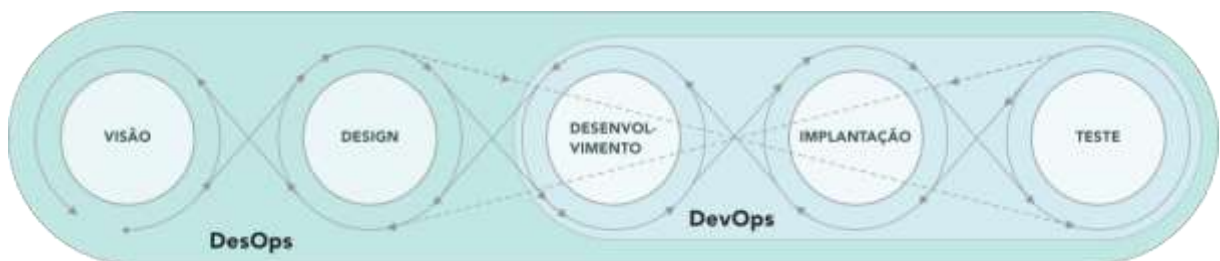 VISÃO
DESIGN
DESENVOL-
VIMENTO
IMPLANTAÇÃO
TESTE
DesOps
DevOps